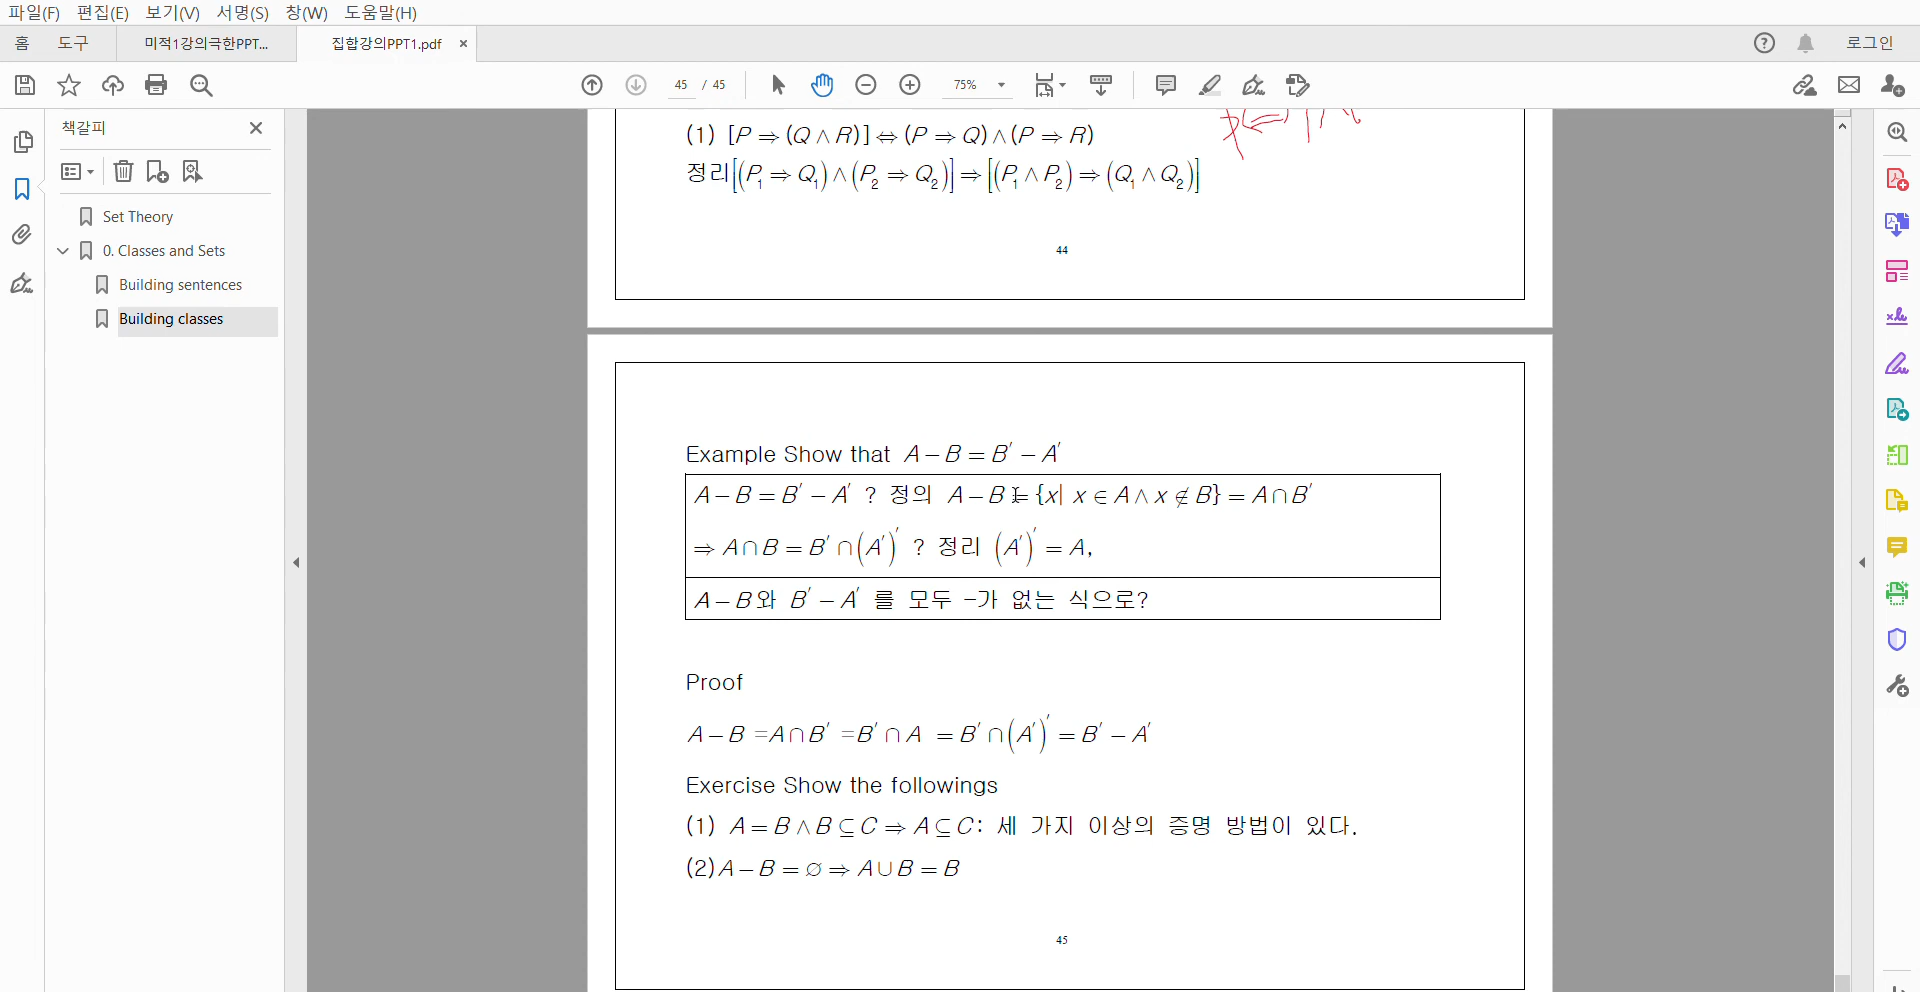 파일(F) 편집(E) 보기(V) 서명(S) 창(W) 도움말(H)
홈 도구 미적1강의극한PPT... 집합강의PPT1.pdf × 로그인
45 / 45 75%
책갈피
Set Theory
0. Classes and Sets
Building sentences
Building classes
(1) [P ⇒ (Q ∧ R)] ⇔ (P ⇒ Q) ∧ (P ⇒ R)
정리[(P₁ ⇒ Q₁) ∧ (P₂ ⇒ Q₂)] ⇒ [(P₁ ∧ P₂) ⇒ (Q₁ ∧ Q₂)]
44
Example Show that A − B = B′ − A′
A − B = B′ − A′ ? 정의 A − B = {x| x ∈ A ∧ x ∉ B} = A ∩ B′
⇒ A ∩ B = B′ ∩ (A′)′ ? 정리 (A′)′ = A,
A − B와 B′ − A′ 를 모두 −가 없는 식으로?
Proof
A − B = A ∩ B′ = B′ ∩ A = B′ ∩ (A′)′ = B′ − A′
Exercise Show the followings
(1) A = B ∧ B ⊆ C ⇒ A ⊆ C: 세 가지 이상의 증명 방법이 있다.
(2) A − B = ∅ ⇒ A ∪ B = B
45